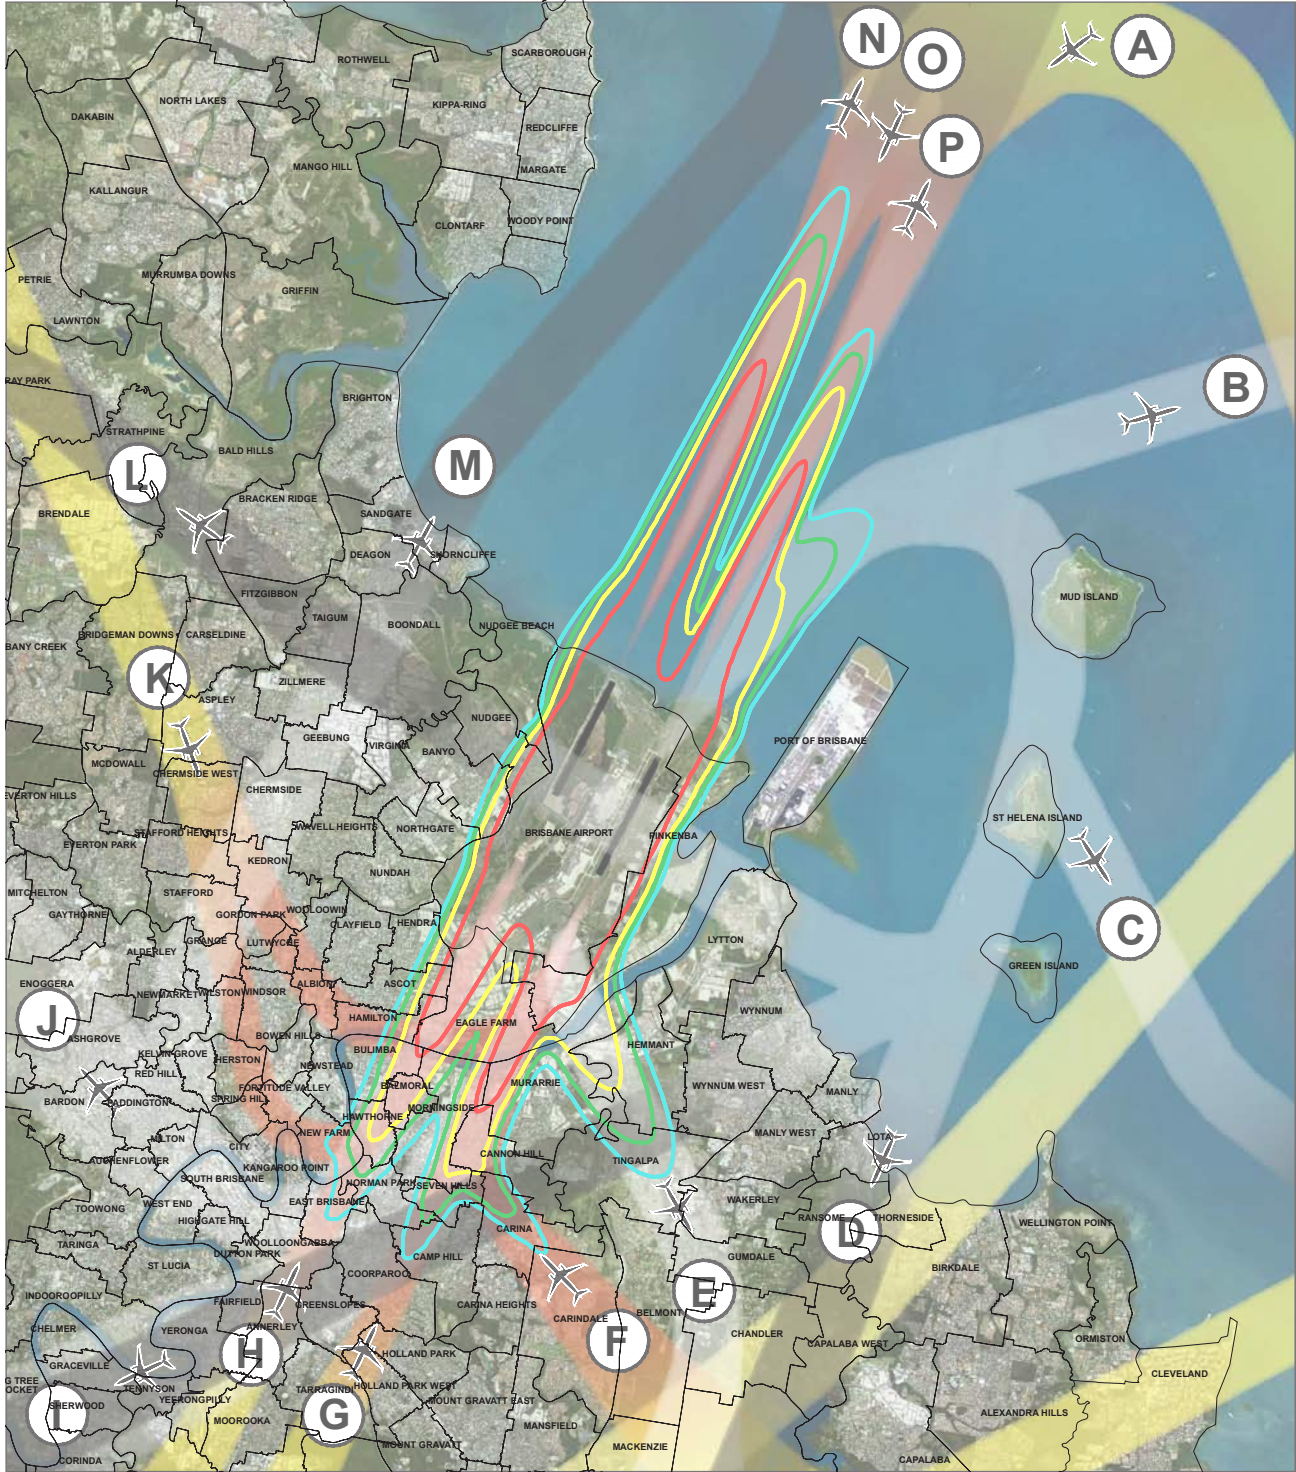 SCARBOROUGH
N
O
A
ROTHWELL
NORTH LAKES
KIPPA-RING
DAKABIN
REDCLIFFE
P
MANGO HILL
MARGATE
KALLANGUR
CLONTARF
WOODY POINT
MURRUMBA DOWNS
PETRIE
GRIFFIN
LAWNTON
RAY PARK
B
BRIGHTON
STRATHPINE
BALD HILLS
L
M
BRACKEN RIDGE
BRENDALE
SANDGATE
DEAGON
SHORNCLIFFE
FITZGIBBON
MUD ISLAND
TAIGUM
BOONDALL
NUDGEE BEACH
BRIDGEMAN DOWNS
CARSELDINE
BANY CREEK
K
ZILLMERE
ASPLEY
NUDGEE
GEEBUNG
VIRGINIA
BANYO
PORT OF BRISBANE
MCDOWALL
CHERMSIDE WEST
CHERMSIDE
EVERTON HILLS
ST HELENA ISLAND
STAFFORD HEIGHTS
WAVELL HEIGHTS
NORTHGATE
BRISBANE AIRPORT
PINKENBA
EVERTON PARK
KEDRON
NUNDAH
MITCHELTON
STAFFORD
GAYTHORNE
GORDON PARK
WOOLOOWIN
CLAYFIELD
HENDRA
C
GRANGE
LUTWYCHE
LYTTON
ALDERLEY
GREEN ISLAND
ENOGGERA
ALBION
ASCOT
NEWMARKET
WILSTON
WINDSOR
J
HAMILTON
EAGLE FARM
WYNNUM
ASHGROVE
BOWEN HILLS
HEMMANT
BULIMBA
KELVIN GROVE
HERSTON
NEWSTEAD
RED HILL
MURARRIE
WYNNUM WEST
FORTITUDE VALLEY
BALMORAL
MANLY
BARDON
PADDINGTON
SPRING HILL
MORNINGSIDE
HAWTHORNE
NEW FARM
MANLY WEST
LOTA
MILTON
CITY
CANNON HILL
AUCHENFLOWER
TINGALPA
KANGAROO POINT
SOUTH BRISBANE
NORMAN PARK
SEVEN HILLS
TOOWONG
WEST END
EAST BRISBANE
WAKERLEY
HIGHGATE HILL
RANSOME
D
THORNESIDE
WELLINGTON POINT
CARINA
TARINGA
WOOLLOONGABBA
DUTTON PARK
CAMP HILL
GUMDALE
ST LUCIA
COORPAROO
BIRKDALE
INDOOROOPILLY
FAIRFIELD
GREENSLOPES
CARINA HEIGHTS
E
BELMONT
CARINDALE
CHELMER
YERONGA
ANNERLEY
F
CHANDLER
CAPALABA WEST
ORMISTON
H
HOLLAND PARK
GRACEVILLE
CLEVELAND
G TREE
OCKET
TENNYSON
TARRAGINDI
HOLLAND PARK WEST
I
SHERWOOD
YEERONGPILLY
MOUNT GRAVATT EAST
G
ALEXANDRA HILLS
MOOROOKA
MANSFIELD
MOUNT GRAVATT
MACKENZIE
CORINDA
CAPALABA